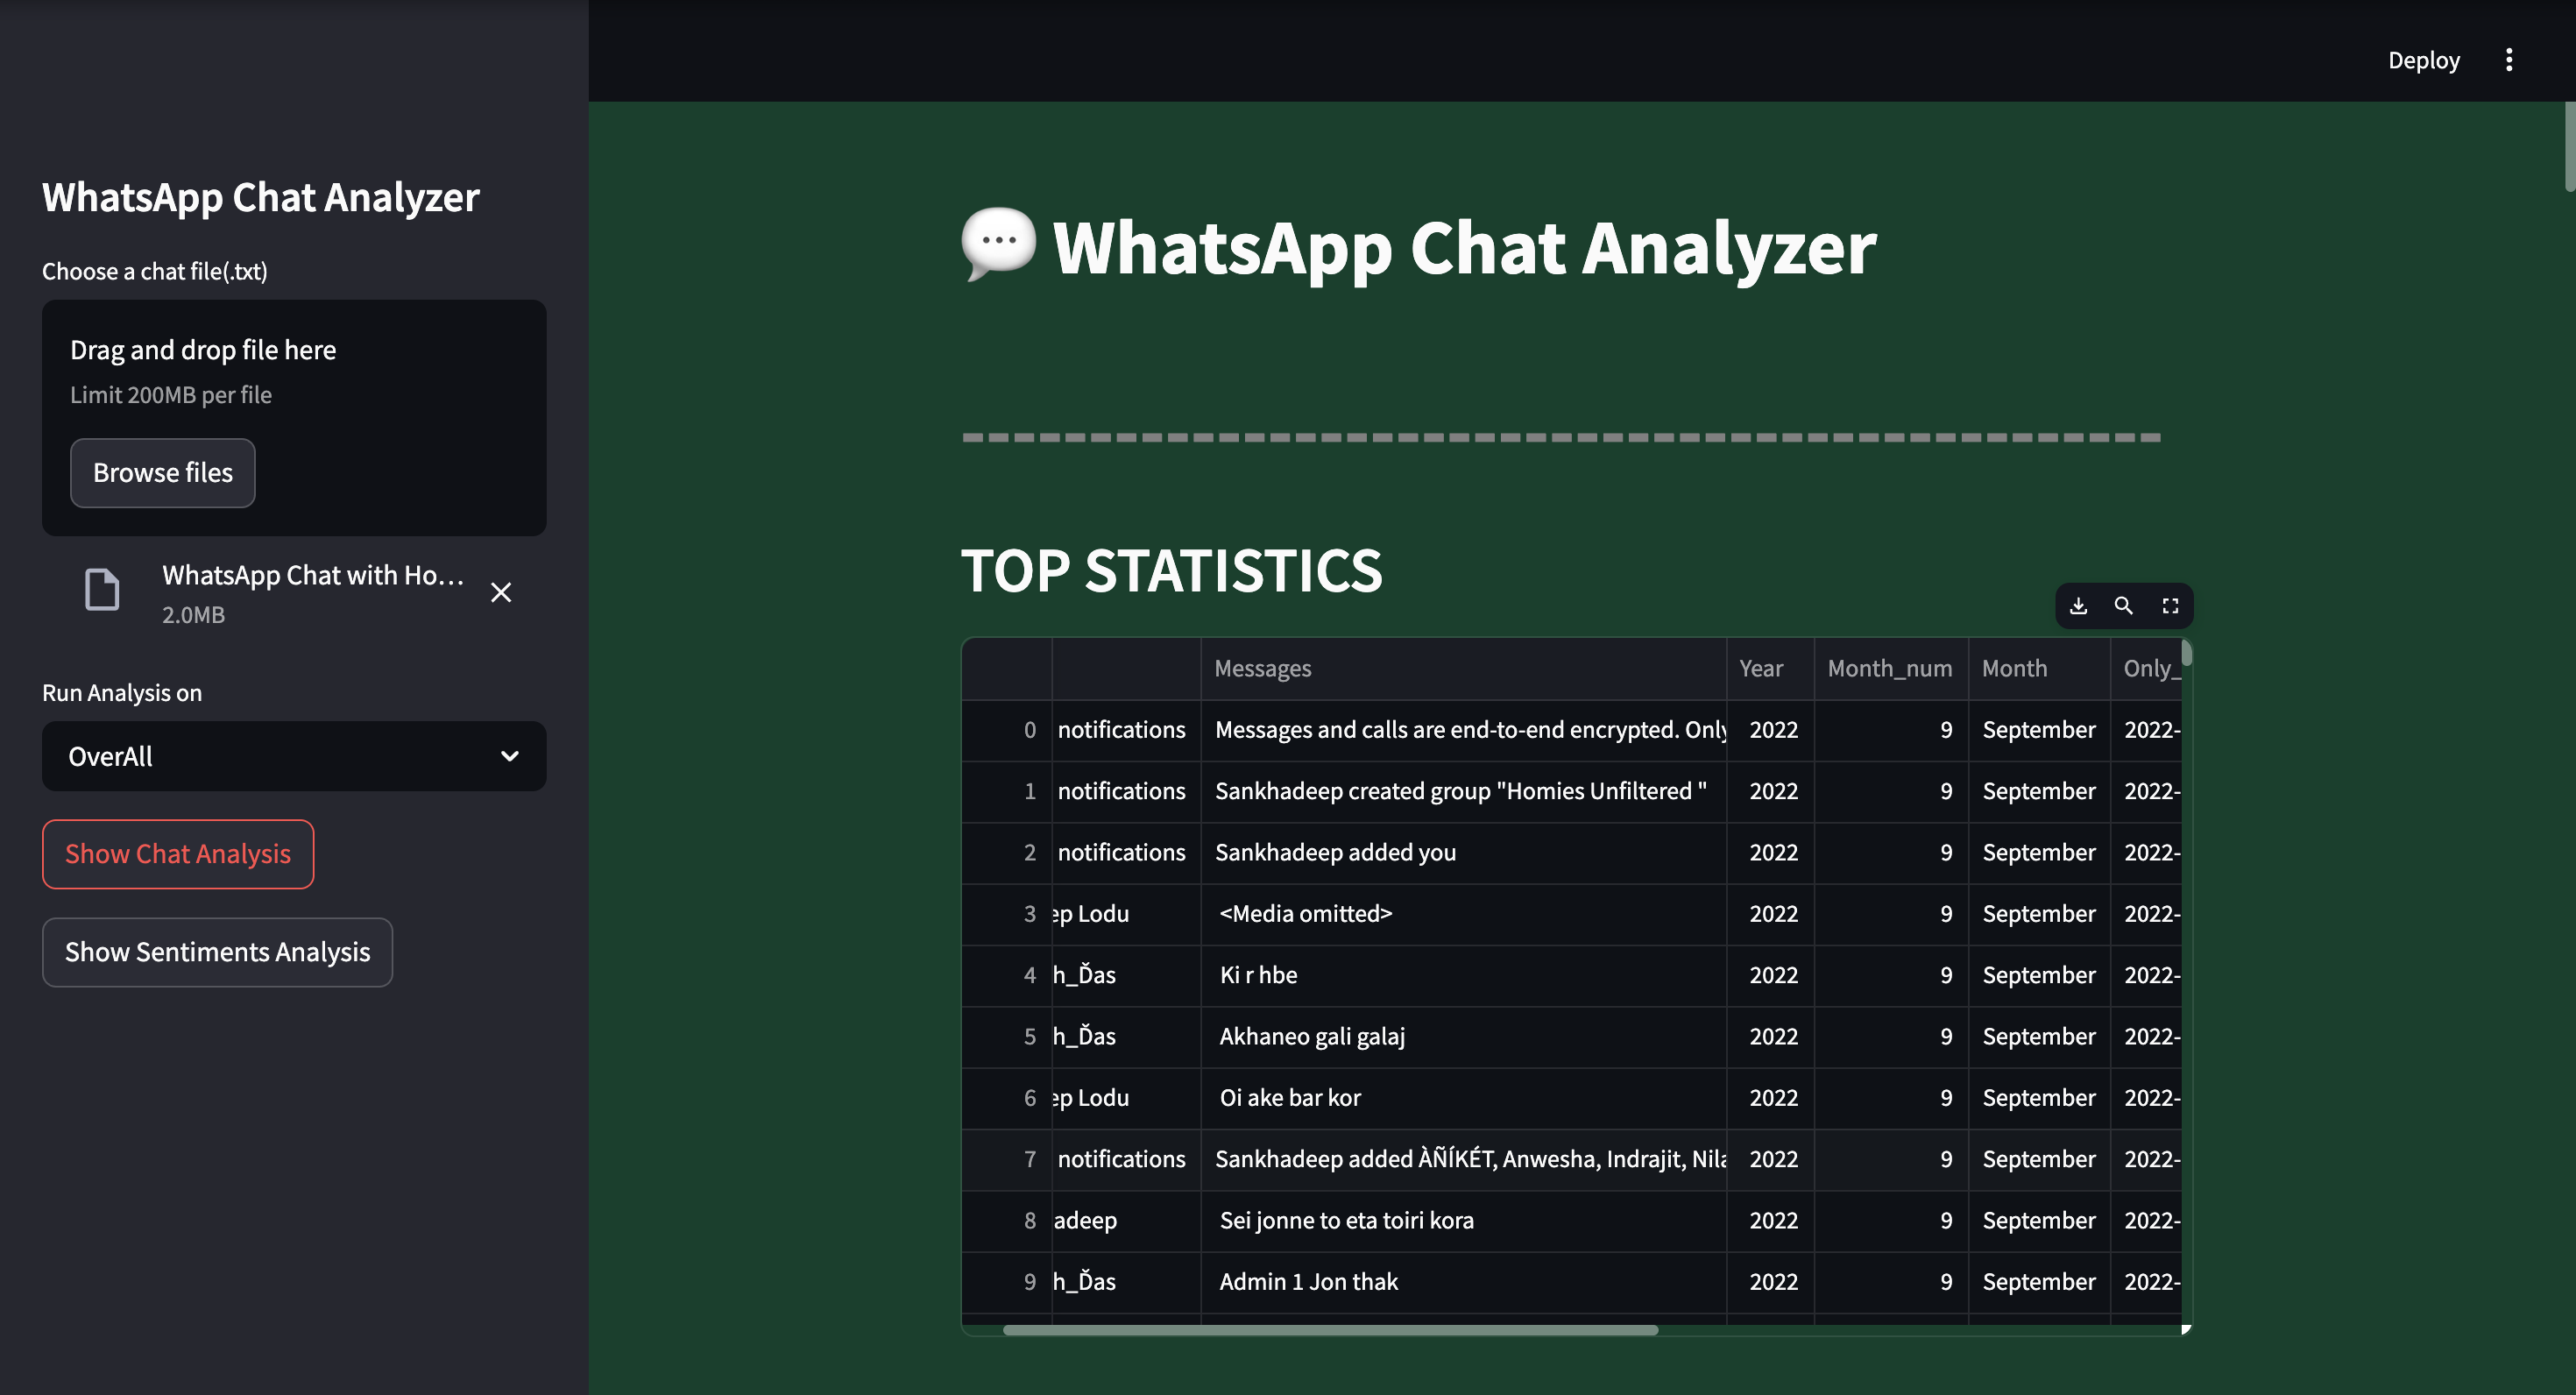 Deploy
WhatsApp Chat Analyzer
Choose a chat file(.txt)
Drag and drop file here
Limit 200MB per file
Browse files
WhatsApp Chat with Ho...
2.0MB
Run Analysis on
OverAll
Show Chat Analysis
Show Sentiments Analysis
WhatsApp Chat Analyzer
TOP STATISTICS
Messages Year Month_num Month Only_
0 notifications Messages and calls are end-to-end encrypted. Only 2022 9 September 2022-
1 notifications Sankhadeep created group "Homies Unfiltered " 2022 9 September 2022-
2 notifications Sankhadeep added you 2022 9 September 2022-
3 ep Lodu <Media omitted> 2022 9 September 2022-
4 h_Ďas Ki r hbe 2022 9 September 2022-
5 h_Ďas Akhaneo gali galaj 2022 9 September 2022-
6 ep Lodu Oi ake bar kor 2022 9 September 2022-
7 notifications Sankhadeep added ÀÑÍKÉT, Anwesha, Indrajit, Nila 2022 9 September 2022-
8 adeep Sei jonne to eta toiri kora 2022 9 September 2022-
9 h_Ďas Admin 1 Jon thak 2022 9 September 2022-